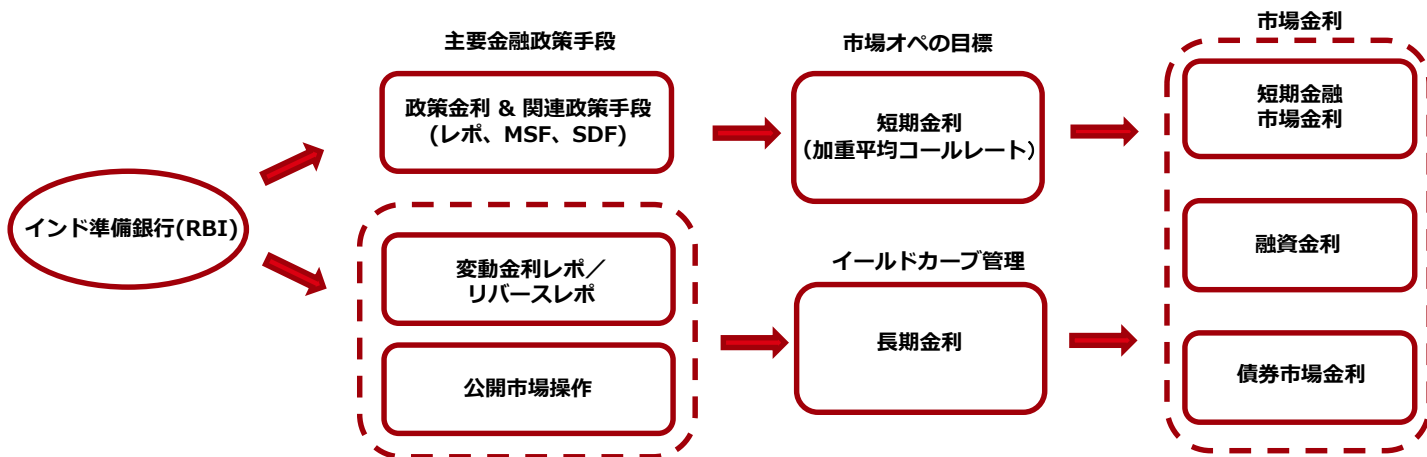 主要金融政策手段
市場オペの目標
市場金利
政策金利 & 関連政策手段
(レポ、MSF、SDF)
短期金利
（加重平均コールレート）
短期金融
市場金利
インド準備銀行(RBI)
変動金利レポ／
リバースレポ
公開市場操作
イールドカーブ管理
長期金利
融資金利
債券市場金利